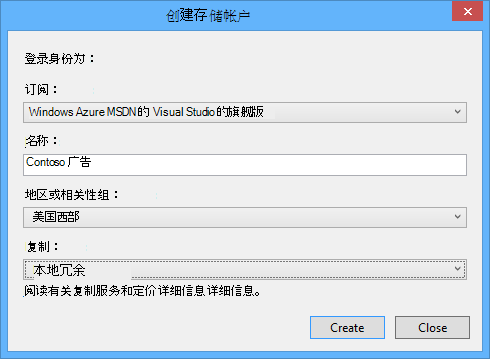 创建存储帐户
登录身份为：
订阅：
Windows Azure MSDN的 Visual Studio的旗舰版
名称：
Contoso 广告
地区或相关性组：
美国西部
复制：
本地冗余
阅读有关复制服务和定价详细信息详细信息。
Create Close